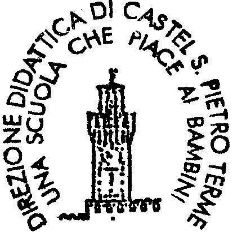 DIREZIONE DIDATTICA DI CASTEL S. PIETRO TERME
UNA SCUOLA CHE PIACE AI BAMBINI